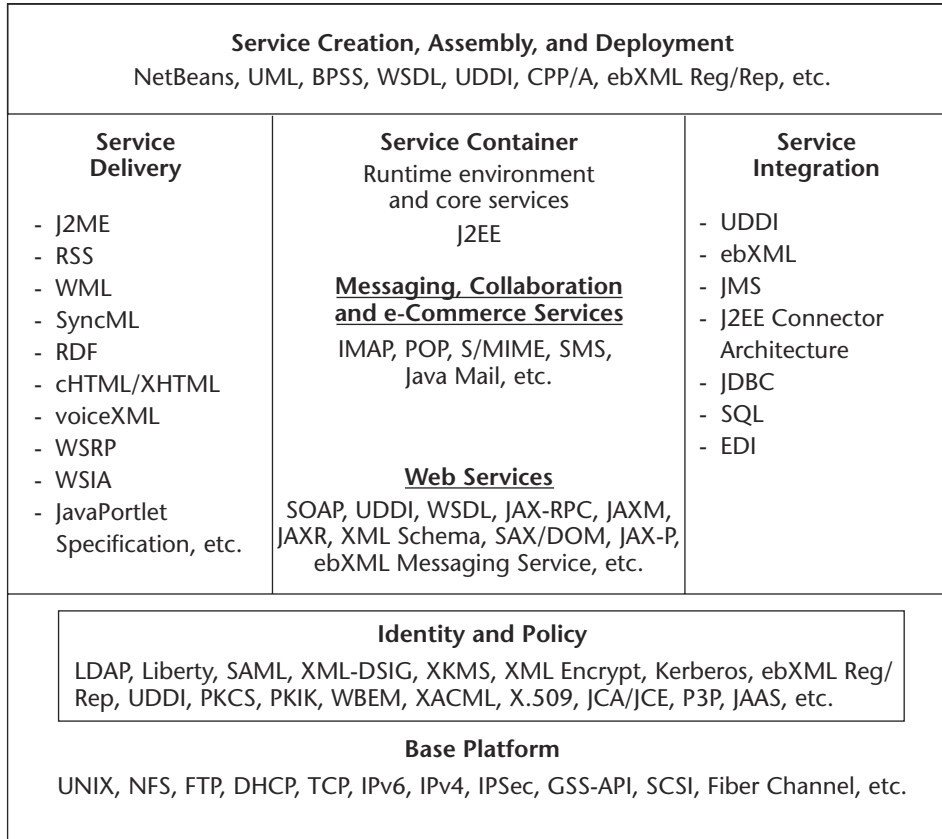 Service Creation, Assembly, and Deployment
NetBeans, UML, BPSS, WSDL, UDDI, CPP/A, ebXML Reg/Rep, etc.
Service
Delivery
- J2ME
- RSS
- WML
- SyncML
- RDF
- cHTML/XHTML
- voiceXML
- WSRP
- WSIA
- JavaPortlet
Specification, etc.
Service Container
Runtime environment
and core services
J2EE
Messaging, Collaboration
and e-Commerce Services
IMAP, POP, S/MIME, SMS,
Java Mail, etc.
Web Services
SOAP, UDDI, WSDL, JAX-RPC, JAXM,
JAXR, XML Schema, SAX/DOM, JAX-P,
ebXML Messaging Service, etc.
Service
Integration
- UDDI
- ebXML
- JMS
- J2EE Connector
Architecture
- JDBC
- SQL
- EDI
Identity and Policy
LDAP, Liberty, SAML, XML-DSIG, XKMS, XML Encrypt, Kerberos, ebXML Reg/
Rep, UDDI, PKCS, PKIK, WBEM, XACML, X.509, JCA/JCE, P3P, JAAS, etc.
Base Platform
UNIX, NFS, FTP, DHCP, TCP, IPv6, IPv4, IPSec, GSS-API, SCSI, Fiber Channel, etc.